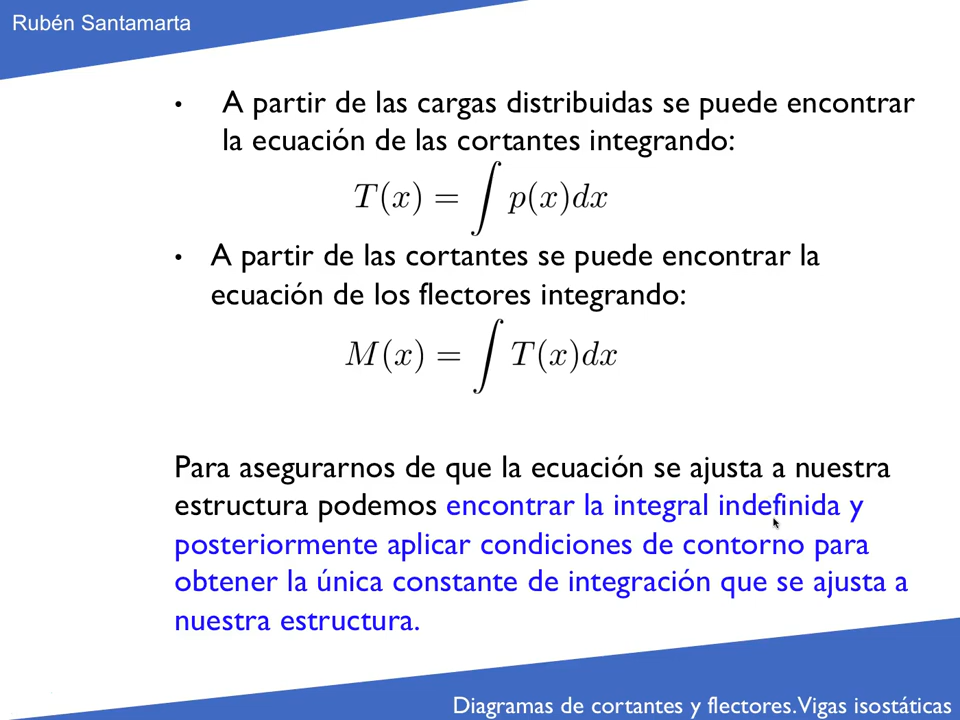 Rubén Santamarta
• A partir de las cargas distribuidas se puede encontrar
la ecuación de las cortantes integrando:
T(x) = ∫ p(x)dx
• A partir de las cortantes se puede encontrar la
ecuación de los flectores integrando:
M(x) = ∫ T(x)dx
Para asegurarnos de que la ecuación se ajusta a nuestra
estructura podemos encontrar la integral indefinida y
posteriormente aplicar condiciones de contorno para
obtener la única constante de integración que se ajusta a
nuestra estructura.
Diagramas de cortantes y flectores.Vigas isostáticas